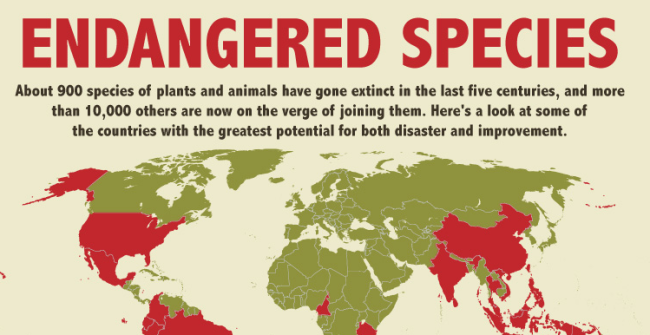 ENDANGERED SPECIES
About 900 species of plants and animals have gone extinct in the last five centuries, and more
than 10,000 others are now on the verge of joining them. Here's a look at some of
the countries with the greatest potential for both disaster and improvement.